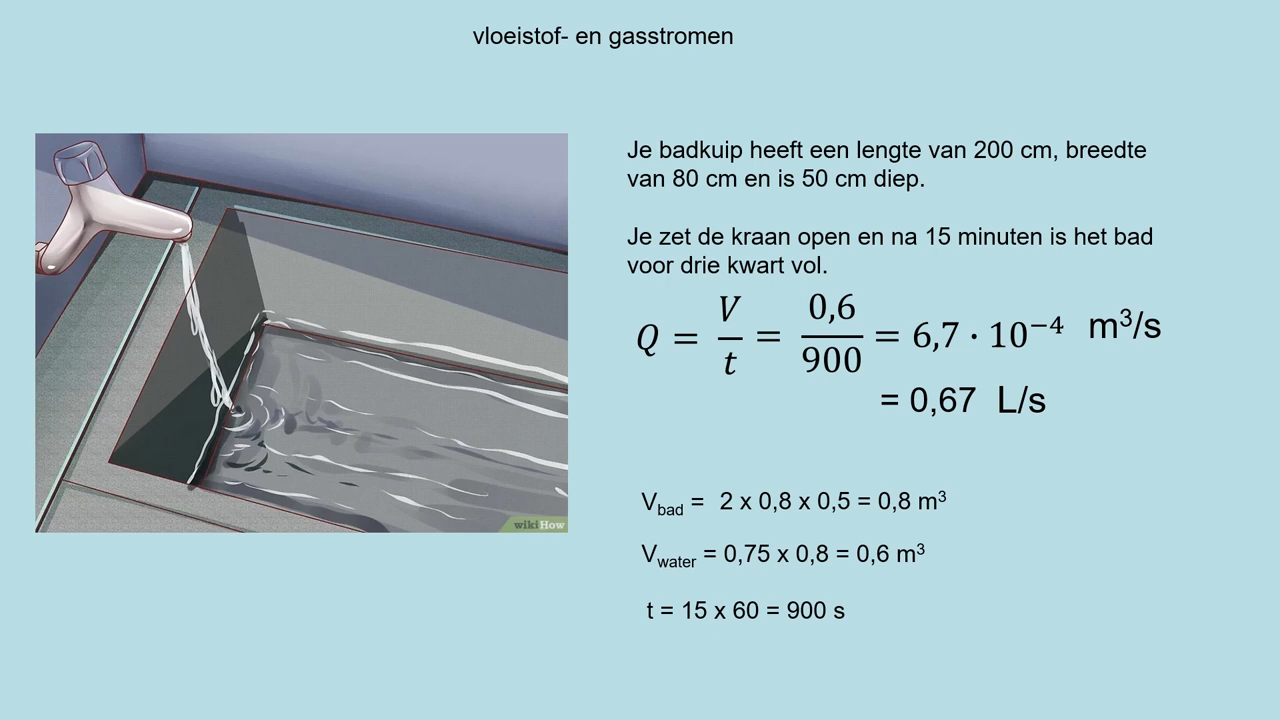 vloeistof- en gasstromen
Je badkuip heeft een lengte van 200 cm, breedte
van 80 cm en is 50 cm diep.
Je zet de kraan open en na 15 minuten is het bad
voor drie kwart vol.
Q = V/t = 0,6/900 = 6,7 · 10⁻⁴ m³/s
= 0,67 L/s
V_bad = 2 x 0,8 x 0,5 = 0,8 m³
V_water = 0,75 x 0,8 = 0,6 m³
t = 15 x 60 = 900 s
wikiHow